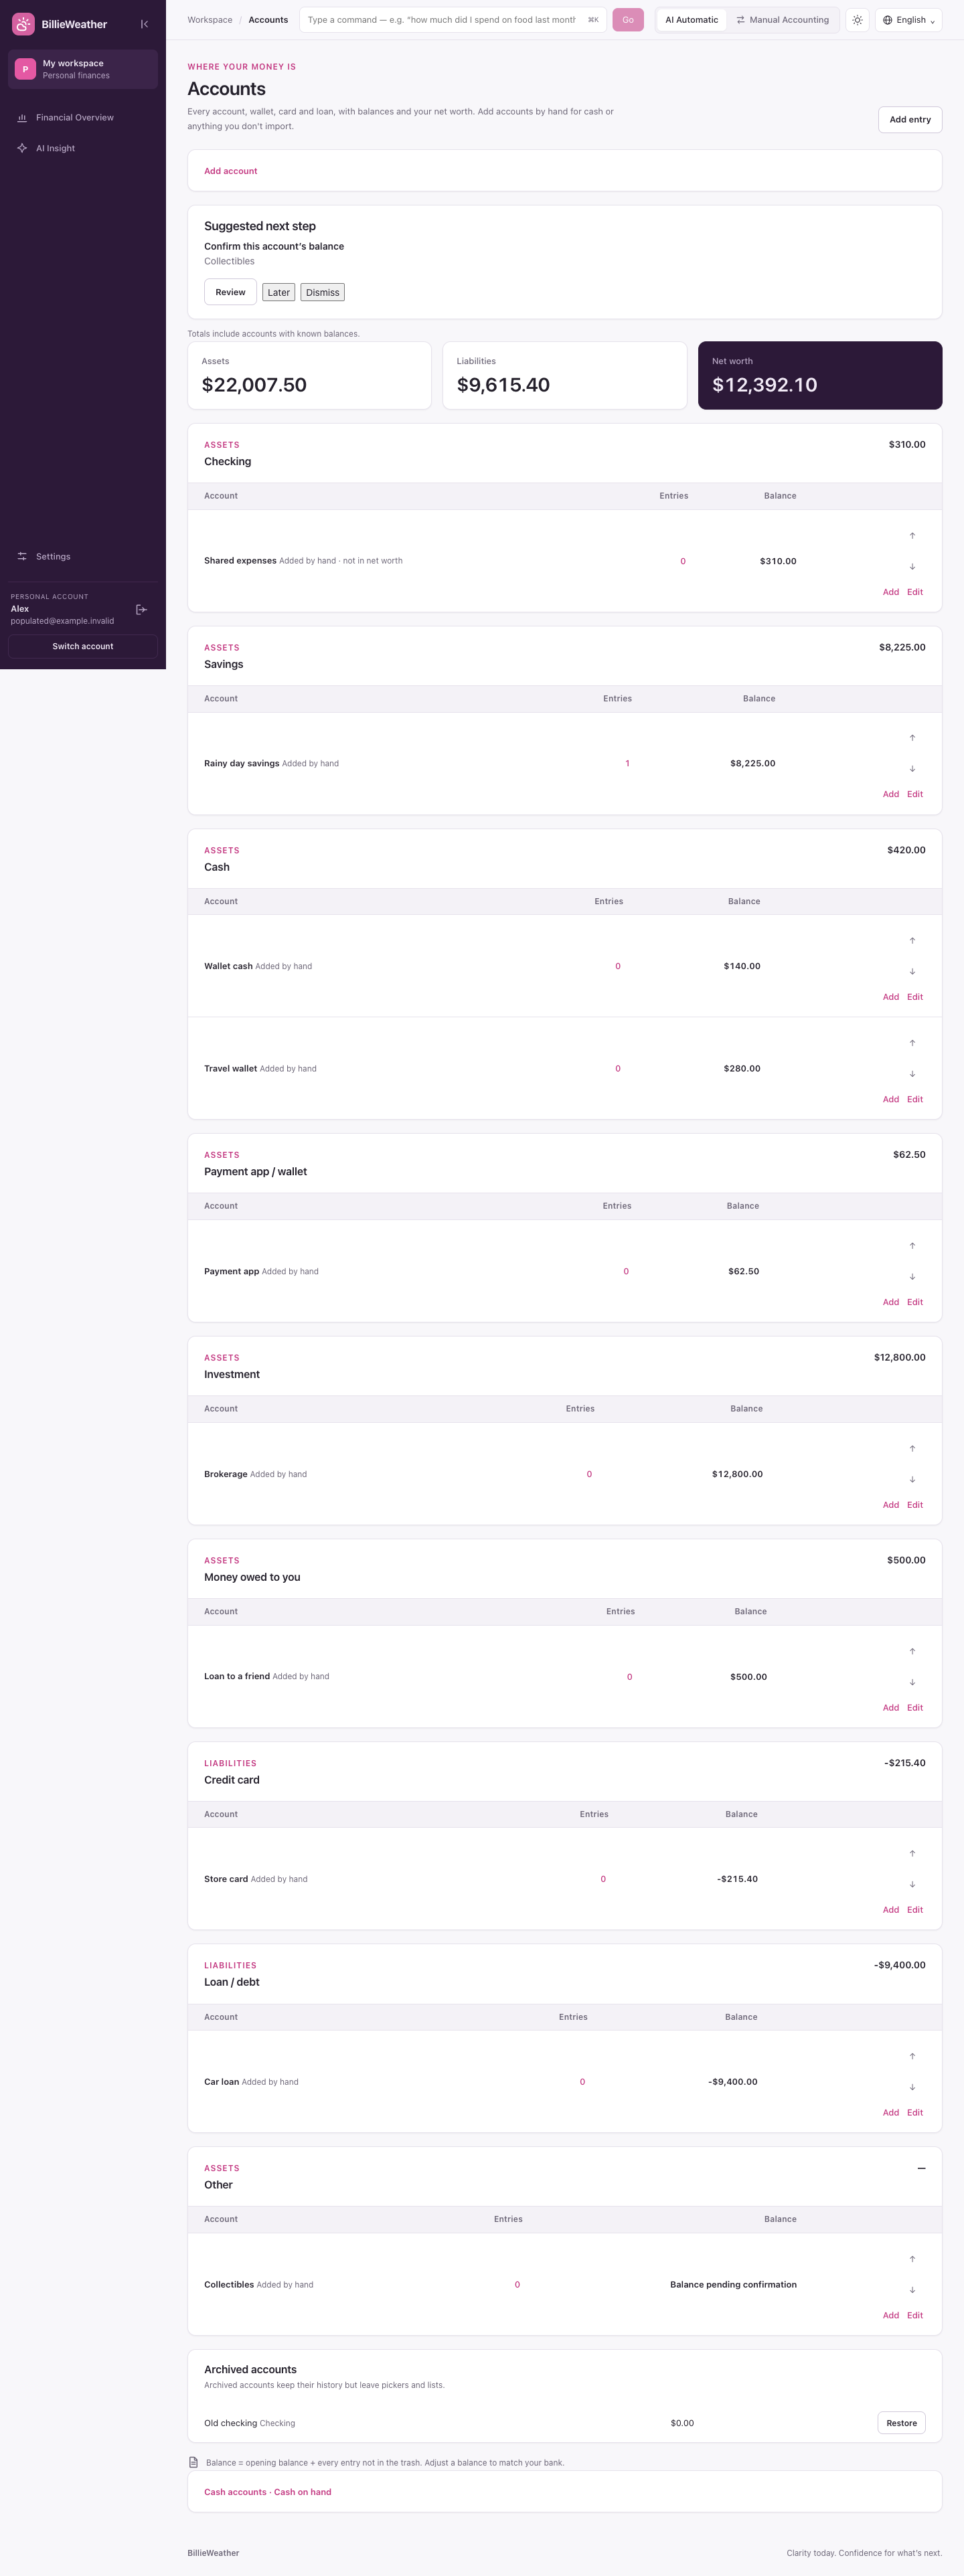 BillieWeather
P
My workspace
Personal finances
Financial Overview
AI Insight
Settings
PERSONAL ACCOUNT
Alex
populated@example.invalid
Switch account
Workspace / Accounts
Type a command — e.g. "how much did I spend on food last month
⌘K
Go
AI Automatic
Manual Accounting
English
WHERE YOUR MONEY IS
Accounts
Every account, wallet, card and loan, with balances and your net worth. Add accounts by hand for cash or
anything you don't import.
Add entry
Add account
Suggested next step
Confirm this account's balance
Collectibles
Review
Later
Dismiss
Totals include accounts with known balances.
Assets
$22,007.50
Liabilities
$9,615.40
Net worth
$12,392.10
ASSETS
$310.00
Checking
Account Entries Balance
↑
Shared expenses Added by hand · not in net worth 0 $310.00
↓
Add Edit
ASSETS
$8,225.00
Savings
Account Entries Balance
↑
Rainy day savings Added by hand 1 $8,225.00
↓
Add Edit
ASSETS
$420.00
Cash
Account Entries Balance
↑
Wallet cash Added by hand 0 $140.00
↓
Add Edit
↑
Travel wallet Added by hand 0 $280.00
↓
Add Edit
ASSETS
$62.50
Payment app / wallet
Account Entries Balance
↑
Payment app Added by hand 0 $62.50
↓
Add Edit
ASSETS
$12,800.00
Investment
Account Entries Balance
↑
Brokerage Added by hand 0 $12,800.00
↓
Add Edit
ASSETS
$500.00
Money owed to you
Account Entries Balance
↑
Loan to a friend Added by hand 0 $500.00
↓
Add Edit
LIABILITIES
-$215.40
Credit card
Account Entries Balance
↑
Store card Added by hand 0 -$215.40
↓
Add Edit
LIABILITIES
-$9,400.00
Loan / debt
Account Entries Balance
↑
Car loan Added by hand 0 -$9,400.00
↓
Add Edit
ASSETS
—
Other
Account Entries Balance
↑
Collectibles Added by hand 0 Balance pending confirmation
↓
Add Edit
Archived accounts
Archived accounts keep their history but leave pickers and lists.
Old checking Checking $0.00 Restore
Balance = opening balance + every entry not in the trash. Adjust a balance to match your bank.
Cash accounts · Cash on hand
BillieWeather
Clarity today. Confidence for what's next.